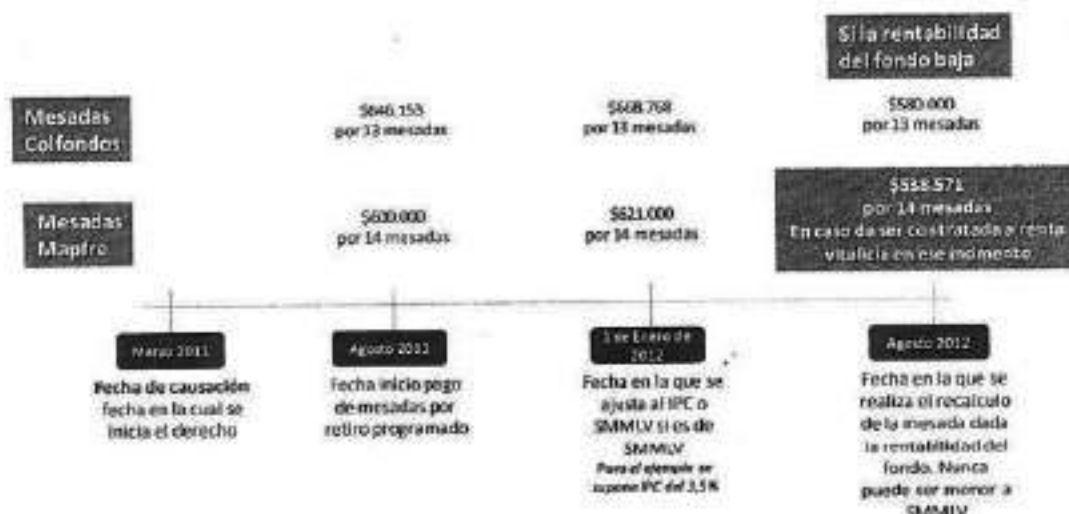 Si la rentabilidad
del fondo baja
Mesadas
Colfondos
$646.153
por 13 mesadas
$668.768
por 13 mesadas
$580.000
por 13 mesadas
Mesadas
Mapfre
$600.000
por 14 mesadas
$621.000
por 14 mesadas
$538.571
por 14 mesadas
En caso de ser contratada a renta
vitalicia en ese momento
Marzo 2011
Fecha de causación
fecha en la cual se
inicia el derecho
Agosto 2011
Fecha inicio pago
de mesadas por
retiro programado
1 de Enero de
2012
Fecha en la que se
ajusta al IPC o
SMMLV si es de
SMMLV
Para el ejemplo se
supone IPC del 3,5%
Agosto 2012
Fecha en la que se
realiza el recalculo
de la mesada dada
la rentabilidad del
fondo. Nunca
puede ser menor a
SMMLV